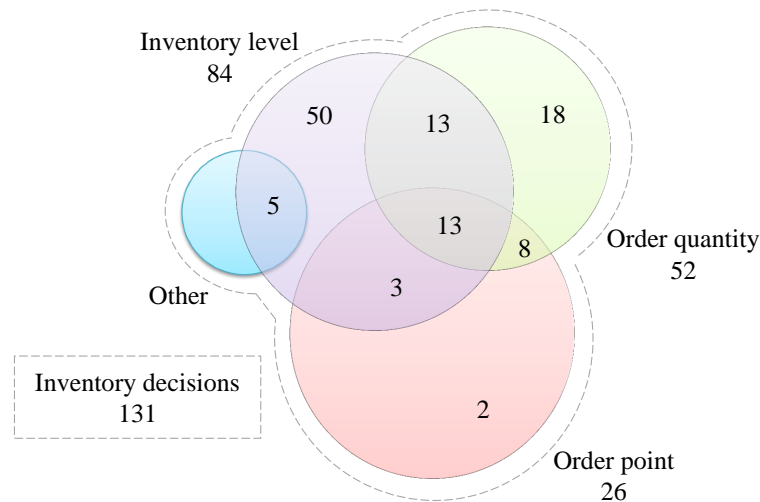 Inventory level
84
50
13
18
5
13
8
Order quantity
52
3
Other
Inventory decisions
131
2
Order point
26